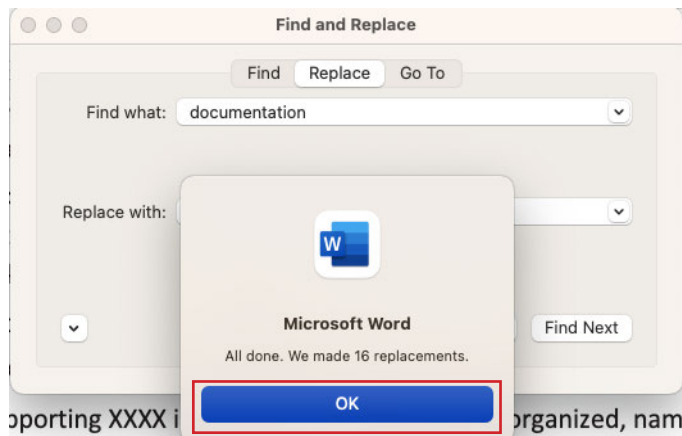 Find and Replace
Find Replace Go To
Find what: documentation
Replace with:
W
Microsoft Word
Find Next
All done. We made 16 replacements.
OK
pporting XXXX i organized, nam